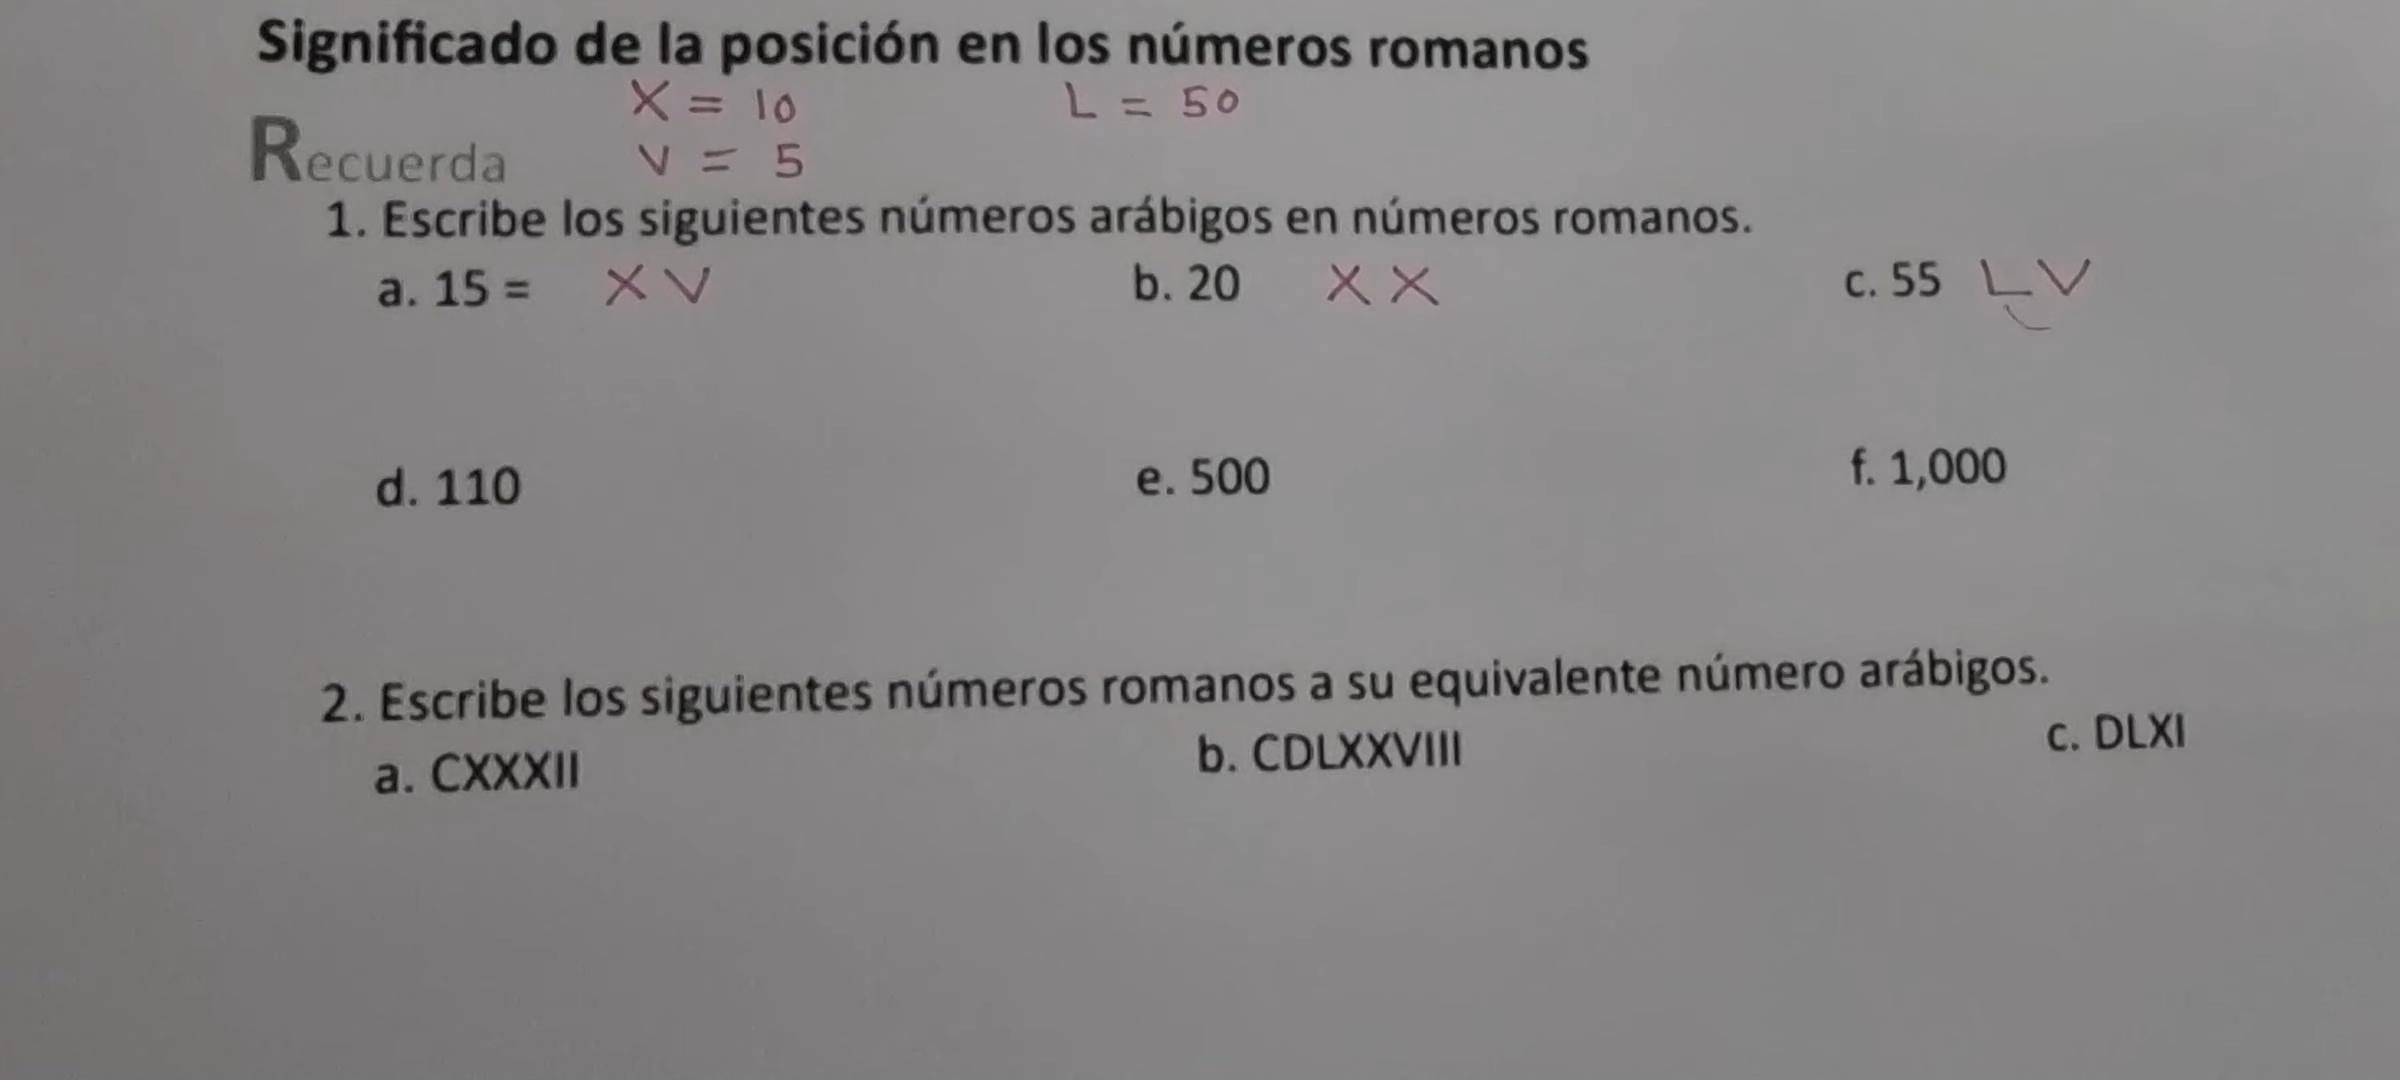 Significado de la posición en los números romanos
X = 10 L = 50
Recuerda V = 5
1. Escribe los siguientes números arábigos en números romanos.
a. 15 = XV b. 20 XX c. 55 LV
d. 110 e. 500 f. 1,000
2. Escribe los siguientes números romanos a su equivalente número arábigos.
a. CXXXII b. CDLXXVIII c. DLXI